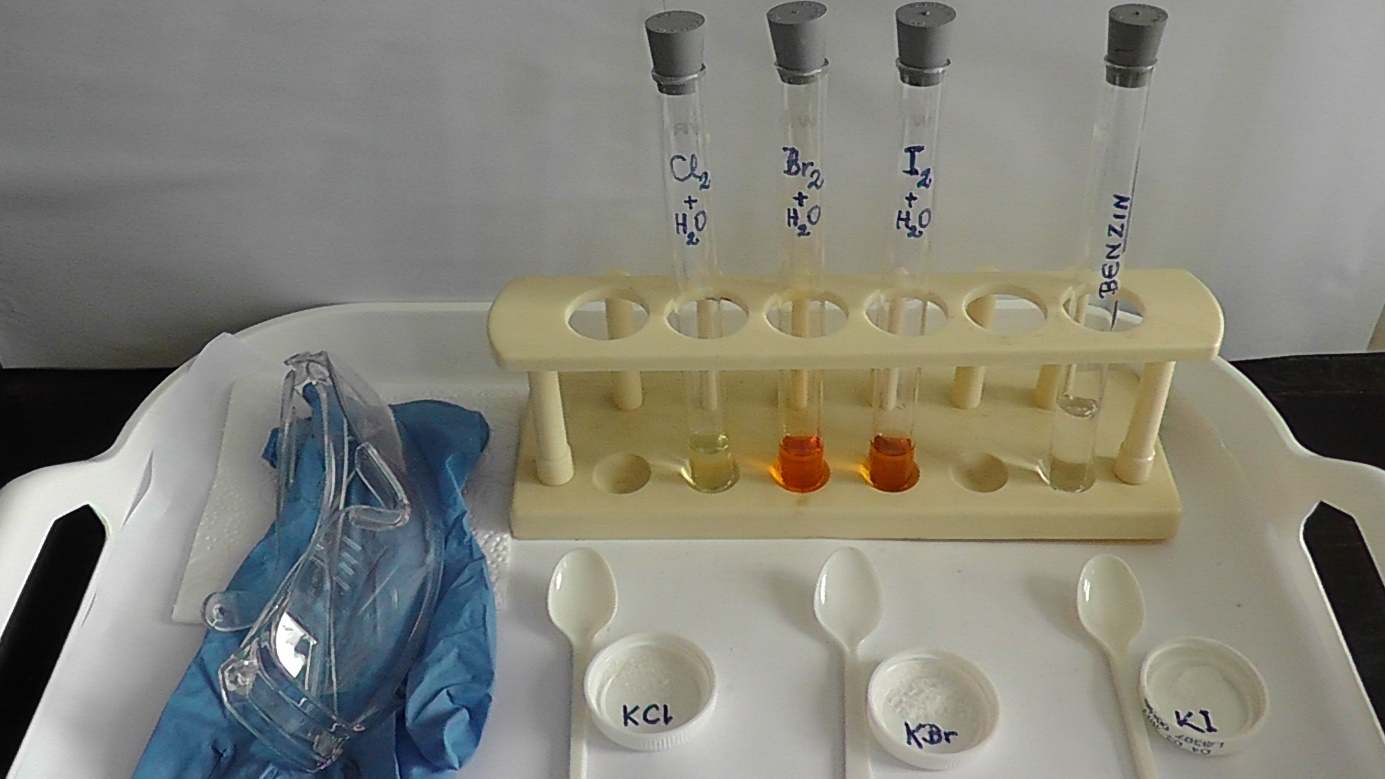 Cl₂
+
H₂O
Br₂
+
H₂O
I₂
+
H₂O
BENZIN
KCl
KBr
KI